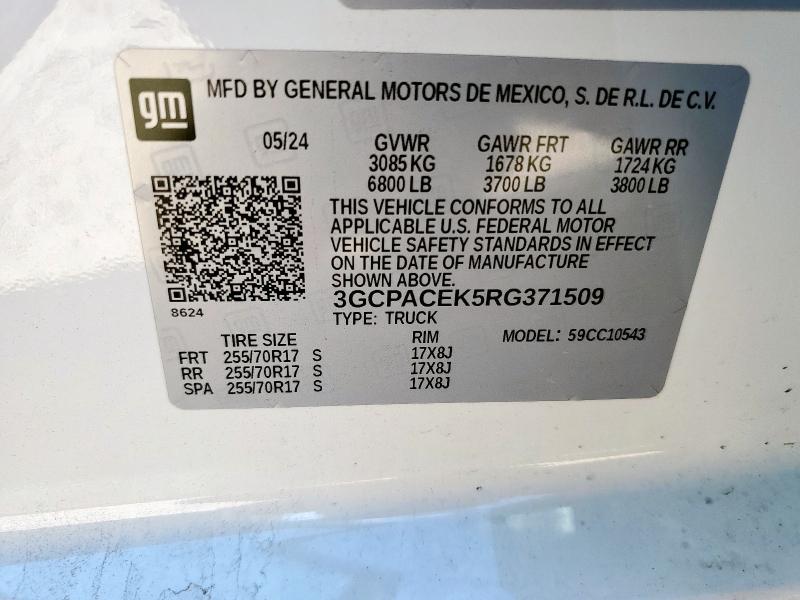 gm MFD BY GENERAL MOTORS DE MEXICO, S. DE R.L. DE C.V.
05/24 GVWR GAWR FRT GAWR RR
3085 KG 1678 KG 1724 KG
6800 LB 3700 LB 3800 LB
THIS VEHICLE CONFORMS TO ALL
APPLICABLE U.S. FEDERAL MOTOR
VEHICLE SAFETY STANDARDS IN EFFECT
ON THE DATE OF MANUFACTURE
SHOWN ABOVE.
3GCPACEK5RG371509
8624
TYPE: TRUCK
TIRE SIZE RIM MODEL: 59CC10543
FRT 255/70R17 S 17X8J
RR 255/70R17 S 17X8J
SPA 255/70R17 S 17X8J